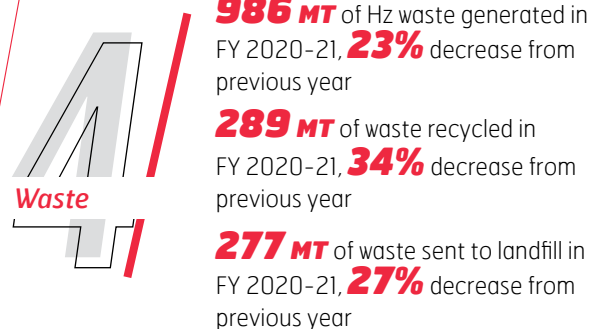 4
Waste
986 MT of Hz waste generated in
FY 2020-21, 23% decrease from
previous year
289 MT of waste recycled in
FY 2020-21, 34% decrease from
previous year
277 MT of waste sent to landfill in
FY 2020-21, 27% decrease from
previous year